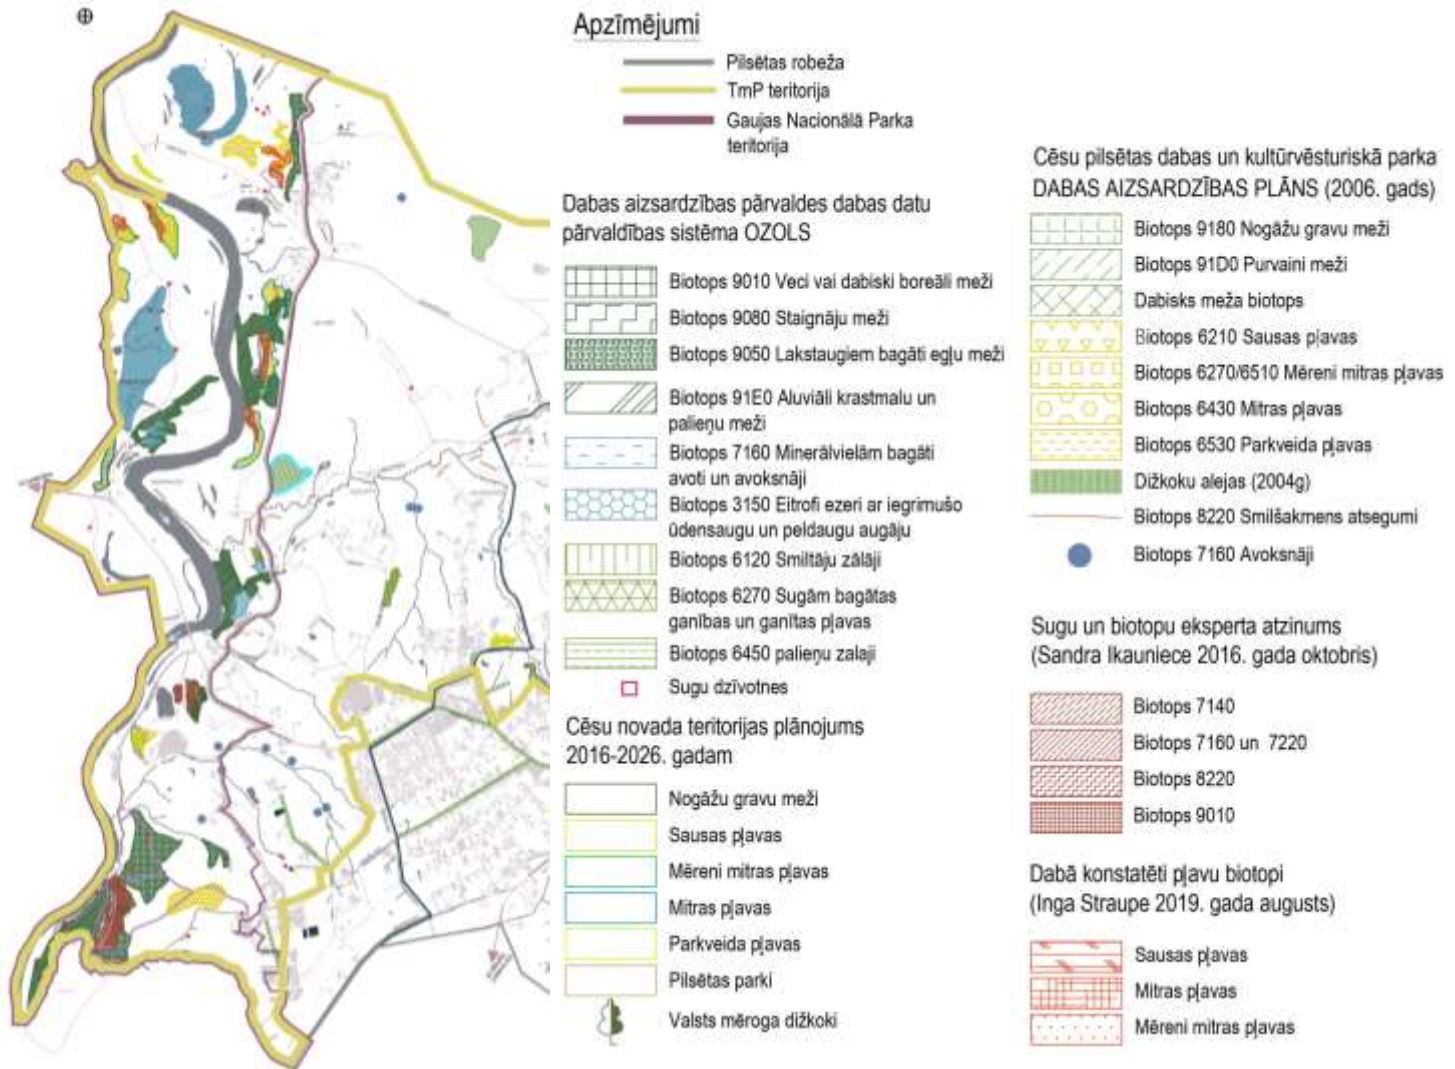 Apzīmējumi
Pilsētas robeža
TmP teritorija
Gaujas Nacionālā Parka
teritorija
Dabas aizsardzības pārvaldes dabas datu
pārvaldības sistēma OZOLS
Biotops 9010 Veci vai dabiski boreāli meži
Biotops 9080 Staignāju meži
Biotops 9050 Lakstaugiem bagāti egļu meži
Biotops 91E0 Aluviāli krastmalu un
palieņu meži
Biotops 7160 Minerālvielām bagāti
avoti un avoksnāji
Biotops 3150 Eitrofi ezeri ar iegrimušo
ūdensaugu un peldaugu augāju
Biotops 6120 Smiltāju zālāji
Biotops 6270 Sugām bagātas
ganības un ganītas pļavas
Biotops 6450 palieņu zalaji
Sugu dzīvotnes
Cēsu novada teritorijas plānojums
2016-2026. gadam
Nogāžu gravu meži
Sausas pļavas
Mēreni mitras pļavas
Mitras pļavas
Parkveida pļavas
Pilsētas parki
Valsts mēroga dižkoki
Cēsu pilsētas dabas un kultūrvēsturiskā parka
DABAS AIZSARDZĪBAS PLĀNS (2006. gads)
Biotops 9180 Nogāžu gravu meži
Biotops 91D0 Purvaini meži
Dabisks meža biotops
Biotops 6210 Sausas pļavas
Biotops 6270/6510 Mēreni mitras pļavas
Biotops 6430 Mitras pļavas
Biotops 6530 Parkveida pļavas
Dižkoku alejas (2004g)
Biotops 8220 Smilšakmens atsegumi
Biotops 7160 Avoksnāji
Sugu un biotopu eksperta atzinums
(Sandra Ikauniece 2016. gada oktobris)
Biotops 7140
Biotops 7160 un 7220
Biotops 8220
Biotops 9010
Dabā konstatēti pļavu biotopi
(Inga Straupe 2019. gada augusts)
Sausas pļavas
Mitras pļavas
Mēreni mitras pļavas